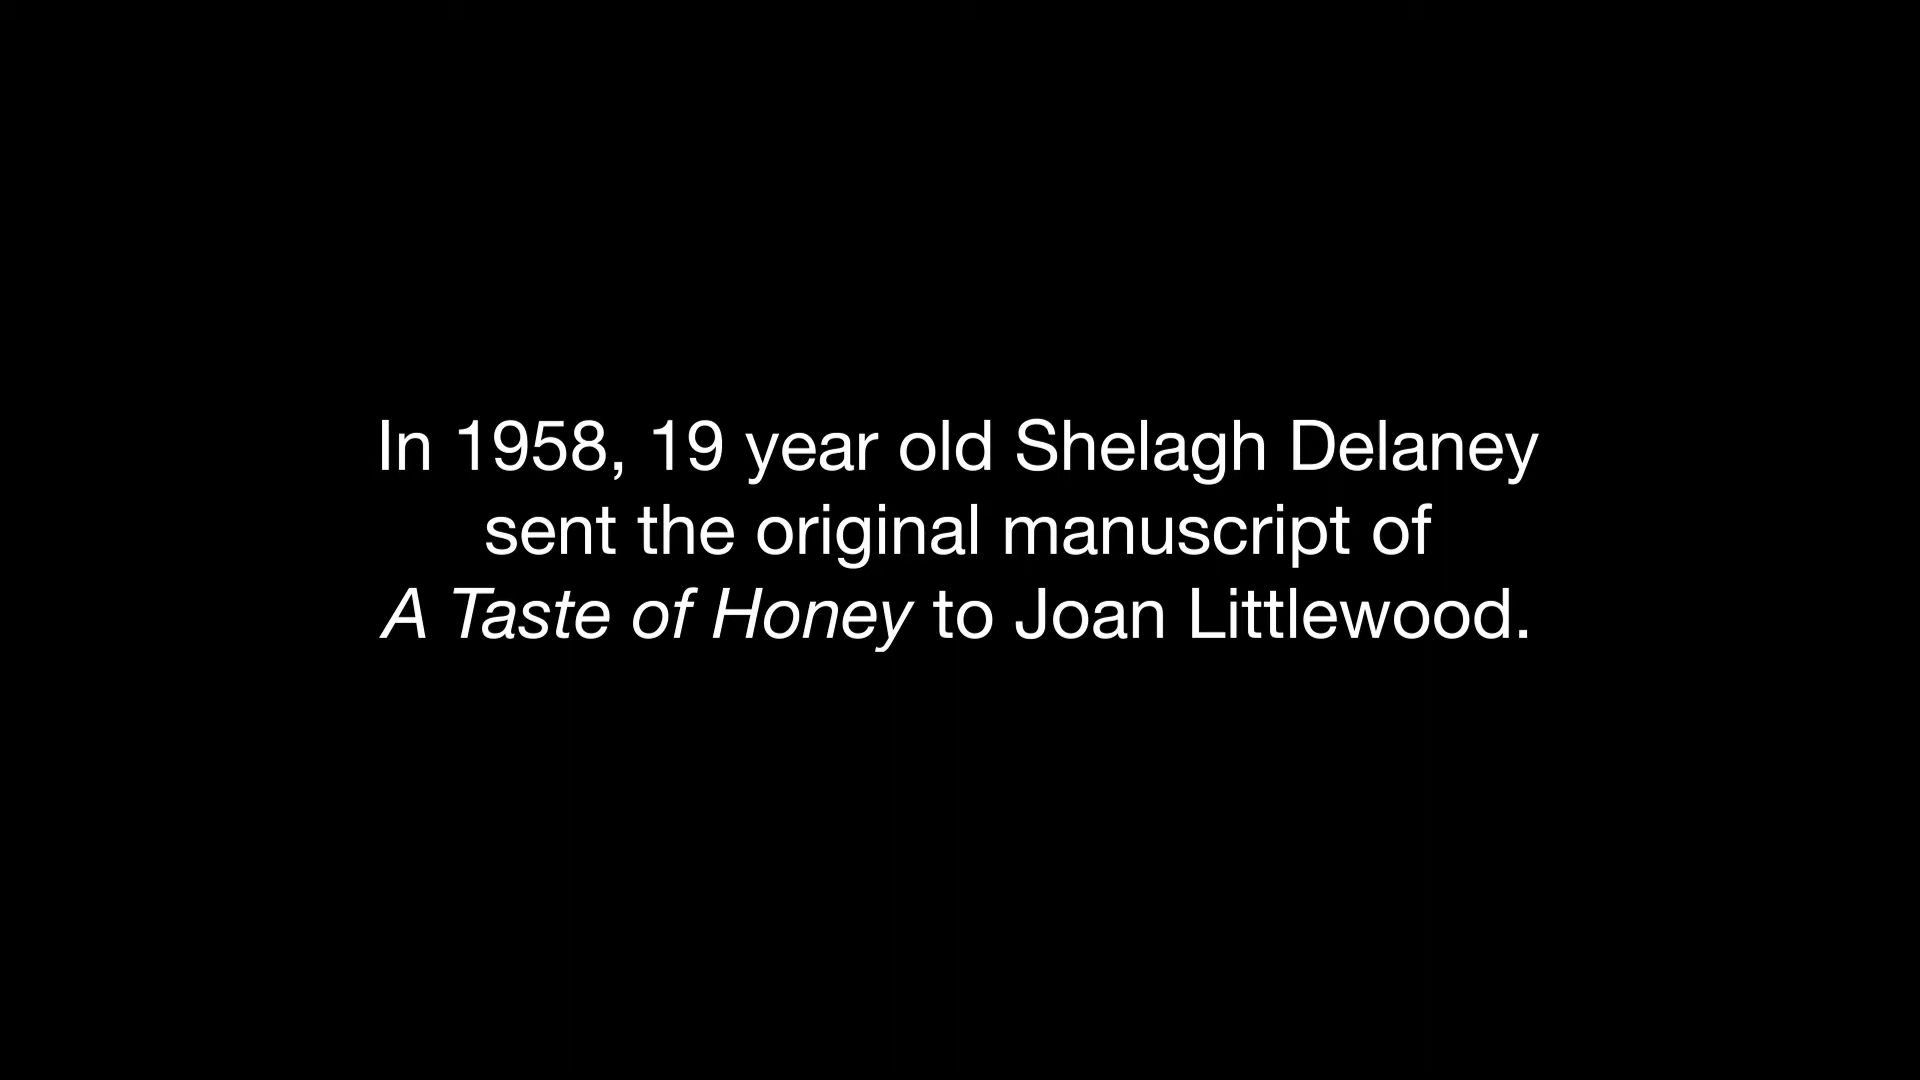 In 1958, 19 year old Shelagh Delaney
sent the original manuscript of
A Taste of Honey to Joan Littlewood.